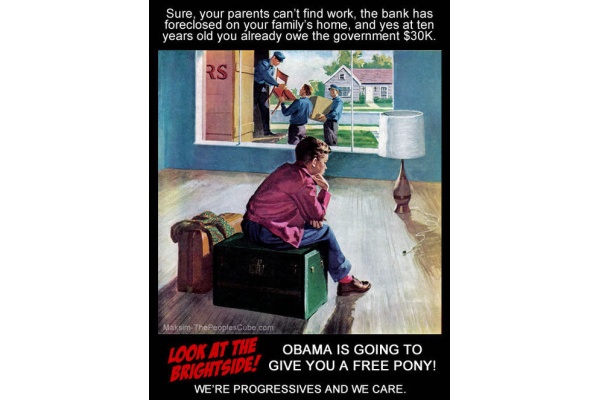 Sure, your parents can't find work, the bank has
foreclosed on your family's home, and yes at ten
years old you already owe the government $30K.
RS
Maksim-ThePeoplesCube.com
LOOK AT THE
BRIGHTSIDE!
OBAMA IS GOING TO
GIVE YOU A FREE PONY!
WE'RE PROGRESSIVES AND WE CARE.